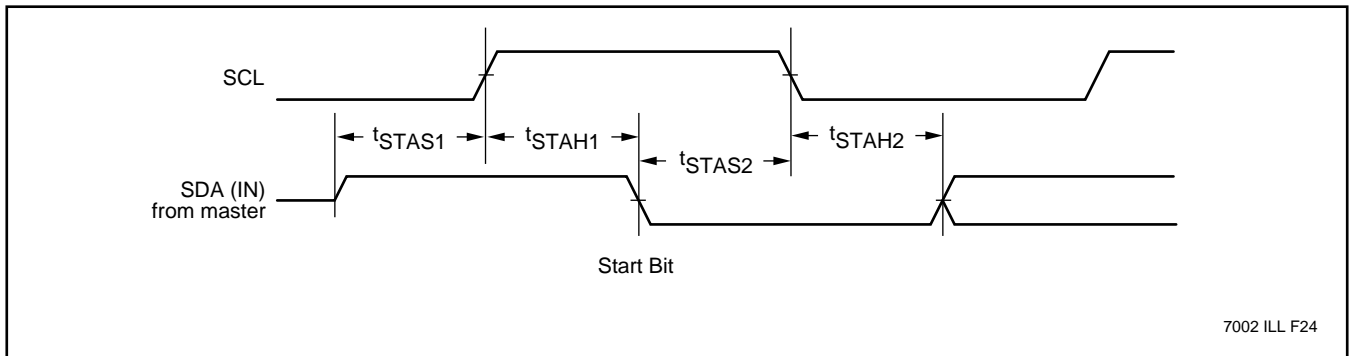 SCL
tSTAS1
tSTAH1
tSTAS2
tSTAH2
SDA (IN)
from master
Start Bit
7002 ILL F24